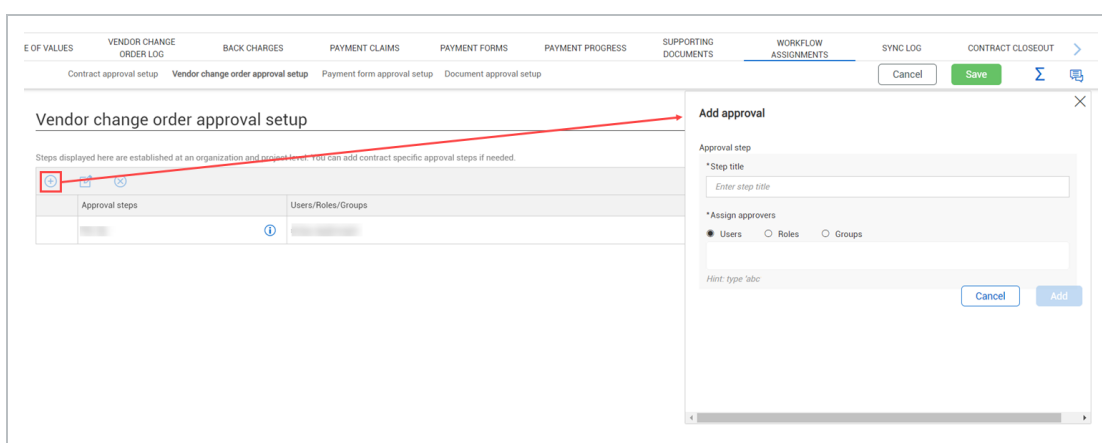 E OF VALUES
VENDOR CHANGE
ORDER LOG
BACK CHARGES
PAYMENT CLAIMS
PAYMENT FORMS
PAYMENT PROGRESS
SUPPORTING
DOCUMENTS
WORKFLOW
ASSIGNMENTS
SYNC LOG
CONTRACT CLOSEOUT
Contract approval setup Vendor change order approval setup Payment form approval setup Document approval setup
Cancel Save Σ
Vendor change order approval setup
Steps displayed here are established at an organization and project level. You can add contract specific approval steps if needed.
Approval steps Users/Roles/Groups
Add approval
Approval step
*Step title
Enter step title
*Assign approvers
Users Roles Groups
Hint: type 'abc'
Cancel Add